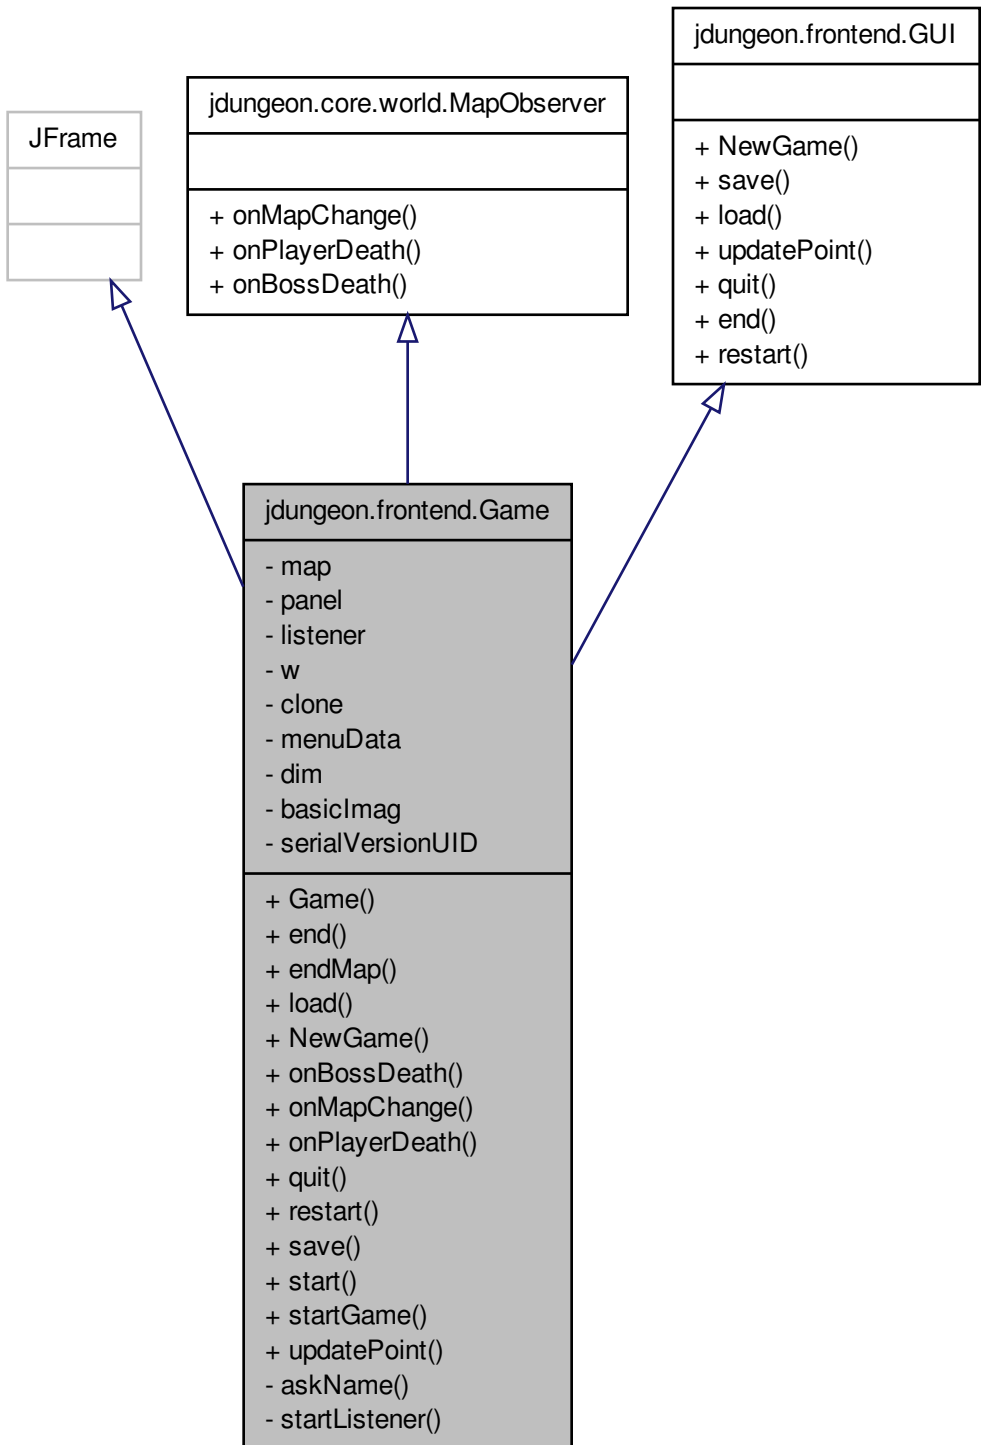 jdungeon.frontend.GUI
+ NewGame()
+ save()
+ load()
+ updatePoint()
+ quit()
+ end()
+ restart()
jdungeon.core.world.MapObserver
+ onMapChange()
+ onPlayerDeath()
+ onBossDeath()
JFrame
jdungeon.frontend.Game
- map
- panel
- listener
- w
- clone
- menuData
- dim
- basicImag
- serialVersionUID
+ Game()
+ end()
+ endMap()
+ load()
+ NewGame()
+ onBossDeath()
+ onMapChange()
+ onPlayerDeath()
+ quit()
+ restart()
+ save()
+ start()
+ startGame()
+ updatePoint()
- askName()
- startListener()